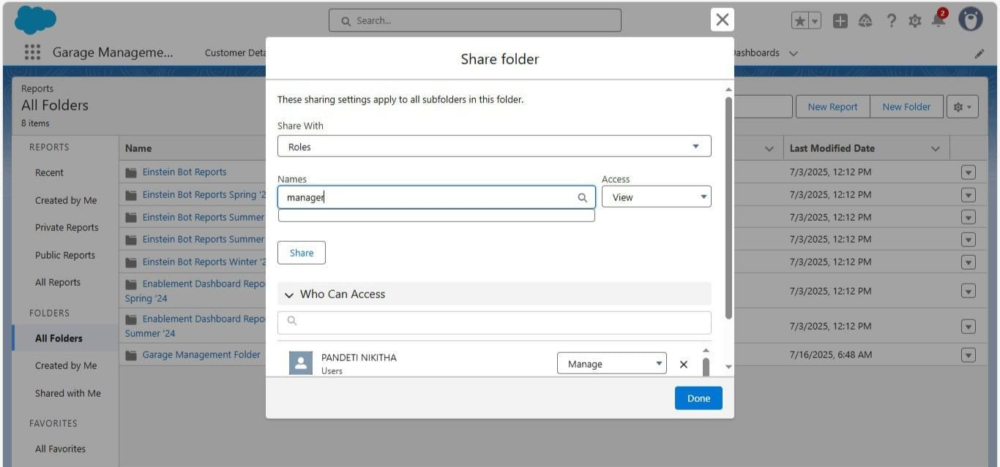 Search...
2
Garage Manageme...
Customer Deta
Dashboards
Share folder
These sharing settings apply to all subfolders in this folder.
Share With
Roles
Names
Access
manager
View
Share
Who Can Access
PANDETI NIKITHA
Users
Manage
Done
Reports
All Folders
8 items
New Report
New Folder
REPORTS
Recent
Created by Me
Private Reports
Public Reports
All Reports
FOLDERS
All Folders
Created by Me
Shared with Me
FAVORITES
All Favorites
Name
Last Modified Date
Einstein Bot Reports
7/3/2025, 12:12 PM
Einstein Bot Reports Spring '2
7/3/2025, 12:12 PM
Einstein Bot Reports Summer
7/3/2025, 12:12 PM
Einstein Bot Reports Summer
7/3/2025, 12:12 PM
Einstein Bot Reports Winter '2
7/3/2025, 12:12 PM
Enablement Dashboard Repo
Spring '24
7/3/2025, 12:12 PM
Enablement Dashboard Repo
Summer '24
7/3/2025, 12:12 PM
Garage Management Folder
7/16/2025, 6:48 AM